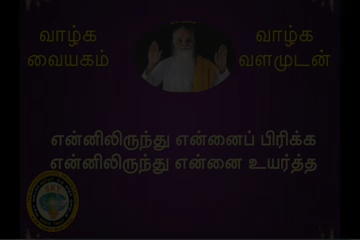 வாழ்க
வையகம்
வாழ்க
வளமுடன்
என்னிலிருந்து என்னைப் பிரிக்க
என்னிலிருந்து என்னை உயர்த்த